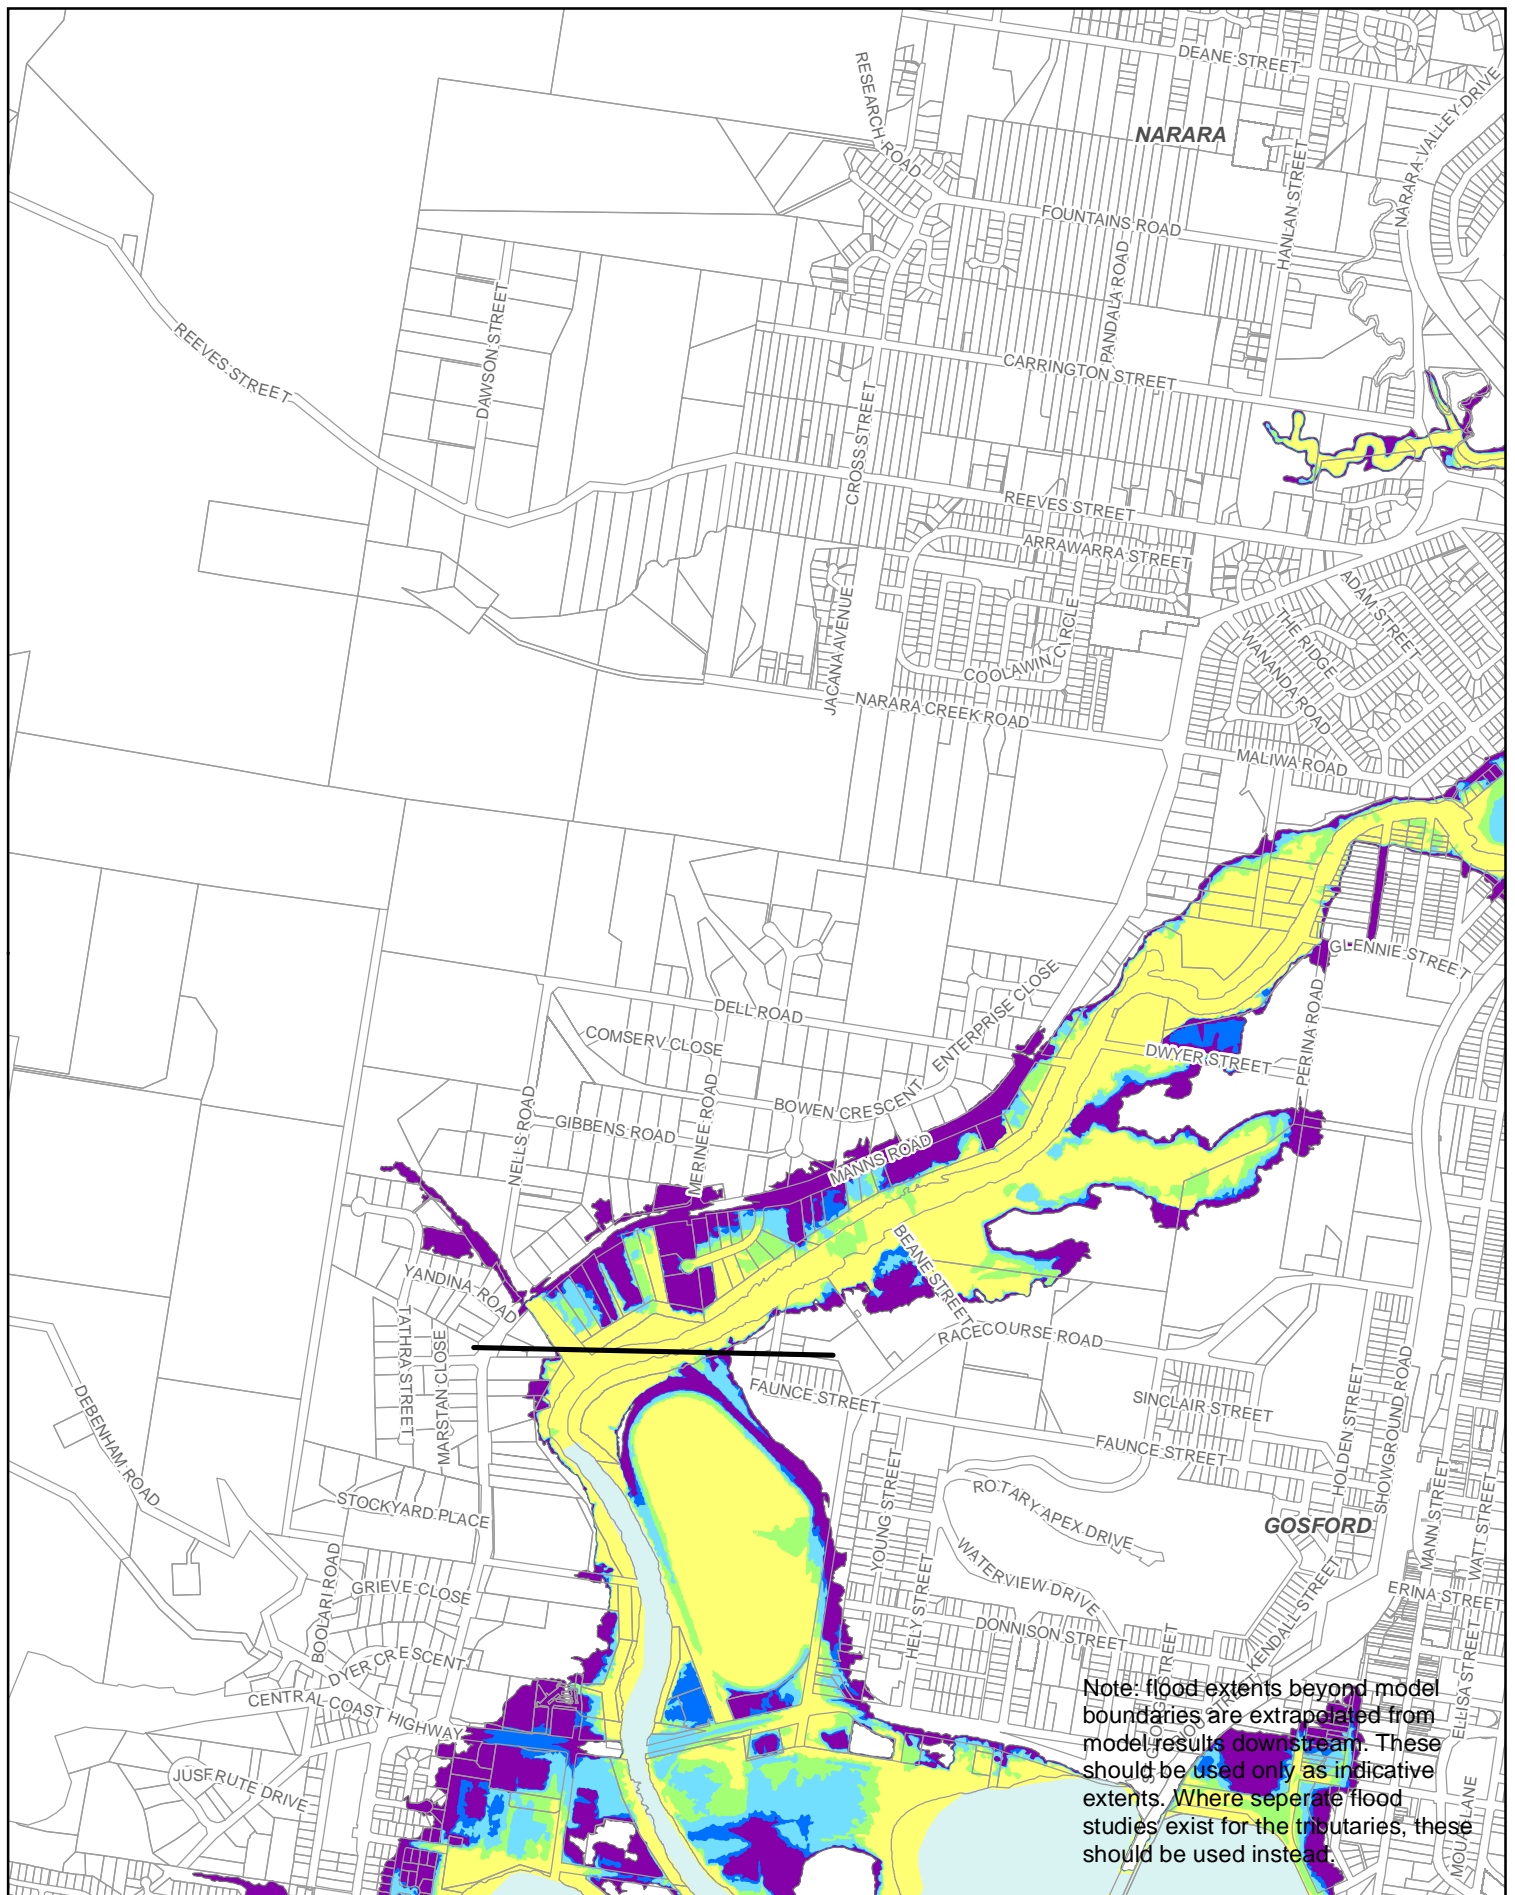 DEANE STREET
RESEARCH ROAD
NARARA
NARARA VALLEY DRIVE
HANLAN STREET
FOUNTAINS ROAD
PANDALA ROAD
DAWSON STREET
REEVES STREET
CARRINGTON STREET
CROSS STREET
REEVES STREET
ARRAWARRA STREET
ADAM STREET
THE RIDGE
WANANDA ROAD
JACANA AVENUE
COOLAWIN CIRCLE
NARARA CREEK ROAD
MALIWA ROAD
GLENNIE STREET
DELL ROAD
ENTERPRISE CLOSE
COMSERV CLOSE
PERINA ROAD
DWYER STREET
BOWEN CRESCENT
NELLS ROAD
GIBBENS ROAD
MERINEE ROAD
MANNS ROAD
BEANE STREET
YANDINA ROAD
TATHRA STREET
MARSTAN CLOSE
RACECOURSE ROAD
FAUNCE STREET
SINCLAIR STREET
HOLDEN STREET
SHOWGROUND ROAD
DEBENHAM ROAD
FAUNCE STREET
STOCKYARD PLACE
YOUNG STREET
ROTARY APEX DRIVE
GOSFORD
MANN STREET
WATT STREET
WATERVIEW DRIVE
BOOLARI ROAD
GRIEVE CLOSE
HELY STREET
KENDALL STREET
ERINA STREET
DONNISON STREET
DYER CRESCENT
CENTRAL COAST HIGHWAY
ELLISA STREET
JUSFRUTE DRIVE
Note: flood extents beyond model
boundaries are extrapolated from
model results downstream. These
should be used only as indicative
extents. Where seperate flood
studies exist for the tributaries, these
should be used instead.
LANE